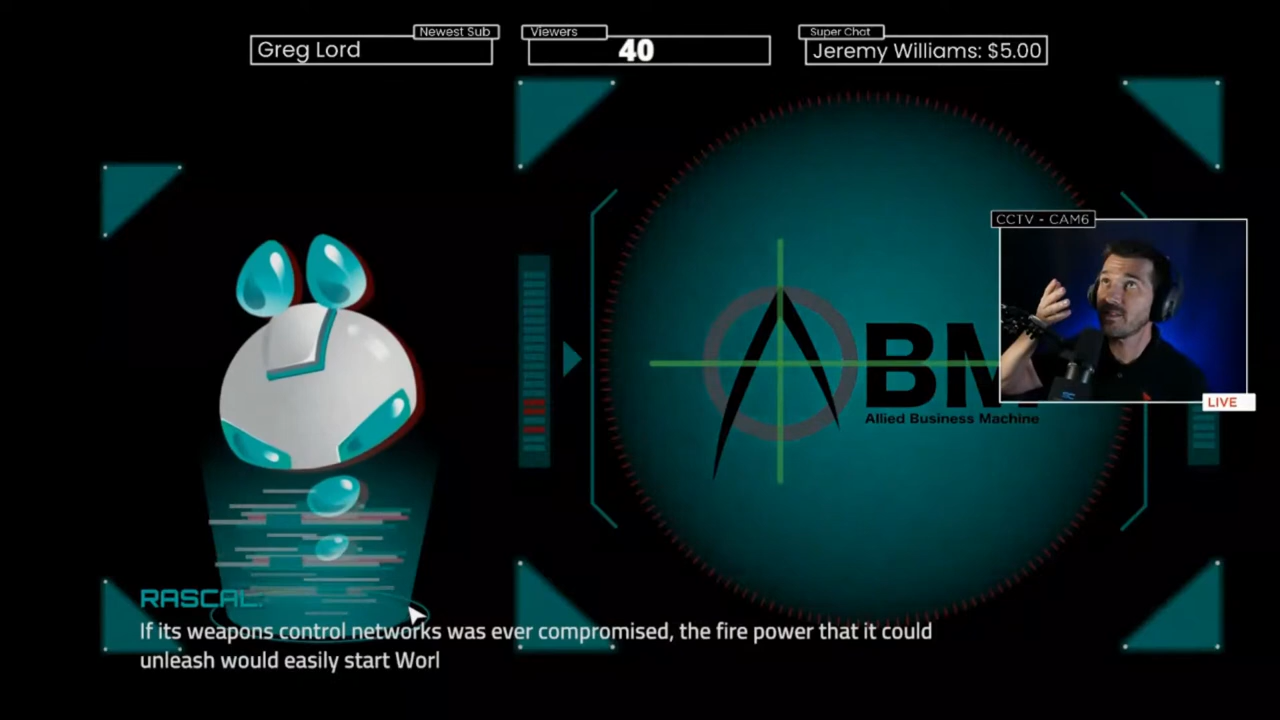 Newest Sub
Greg Lord
Viewers
40
Super Chat
Jeremy Williams: $5.00
CCTV - CAM6
LIVE
BM
Allied Business Machine
RASCAL:
If its weapons control networks was ever compromised, the fire power that it could
unleash would easily start Worl